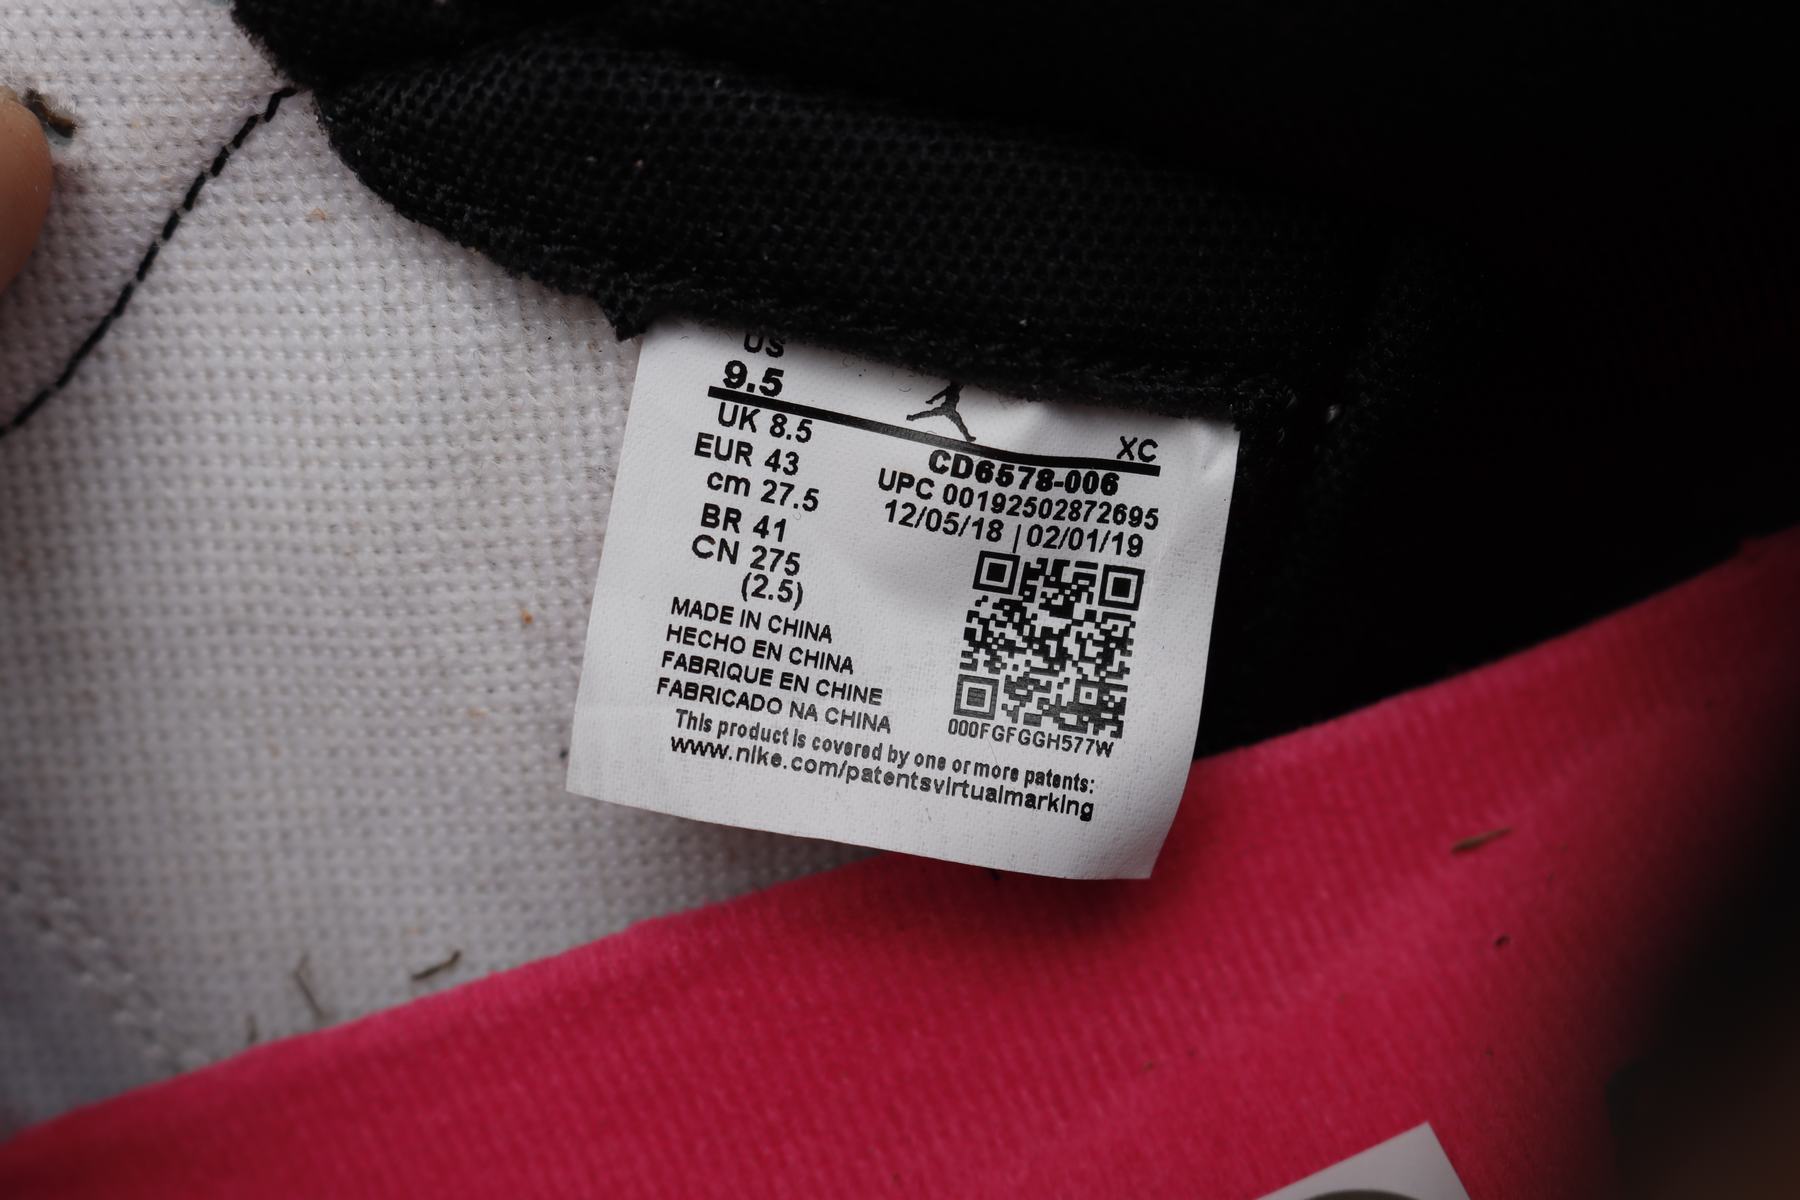 US
9.5
XC
UK 8.5
EUR 43
cm 27.5
BR 41
CN 275
(2.5)
CD6578-006
UPC 00192502872695
12/05/18 | 02/01/19
000FGFGGH577W
MADE IN CHINA
HECHO EN CHINA
FABRIQUE EN CHINE
FABRICADO NA CHINA
This product is covered by one or more patents:
www.nike.com/patentsvirtualmarking